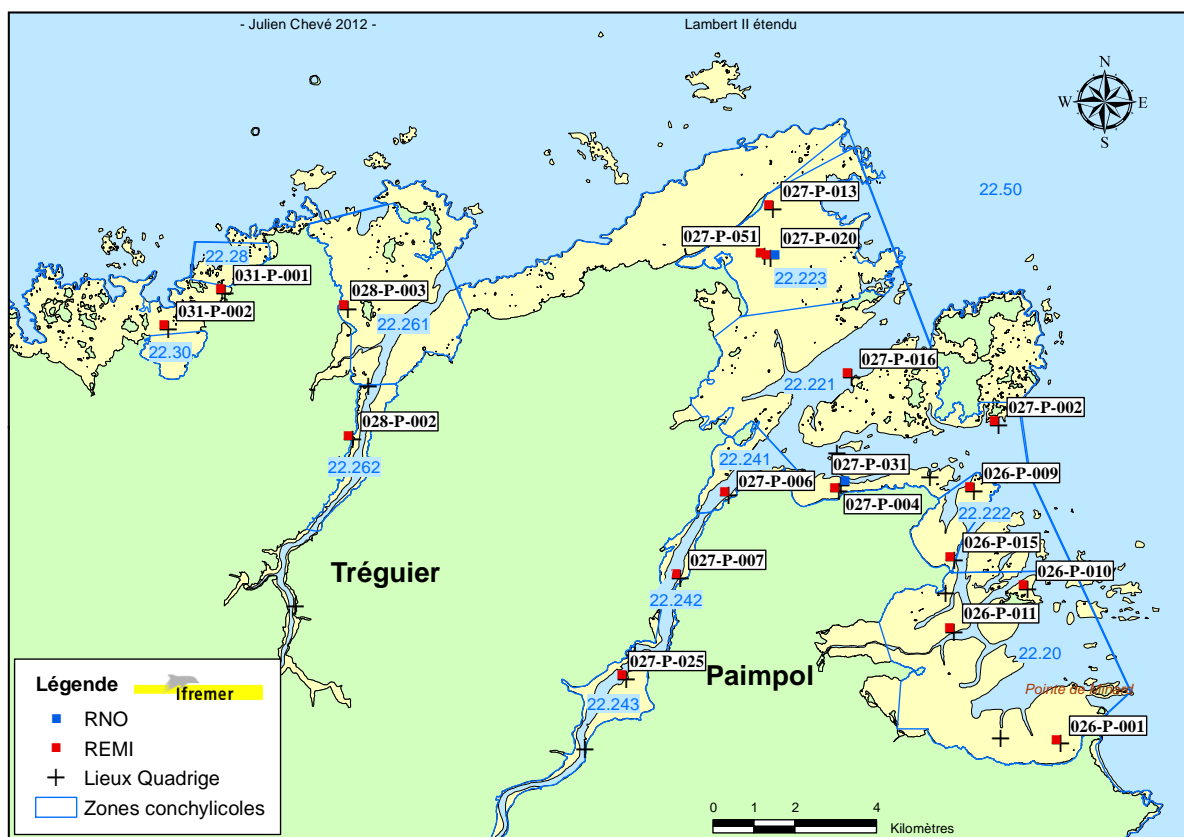 - Julien Chevé 2012 -
Lambert II étendu
N
W E
S
22.50
027-P-013
027-P-051
027-P-020
22.223
22.28
031-P-001
028-P-003
031-P-002
22.261
22.30
027-P-016
22.221
027-P-002
028-P-002
22.241
027-P-031
22.262
026-P-009
027-P-006
027-P-004
22.222
026-P-015
Tréguier
027-P-007
026-P-010
22.242
026-P-011
22.20
027-P-025
Paimpol
22.243
026-P-001
Légende
Ifremer
RNO
REMI
Lieux Quadrige
Zones conchylicoles
0 1 2 4
Kilomètres
Pointe de